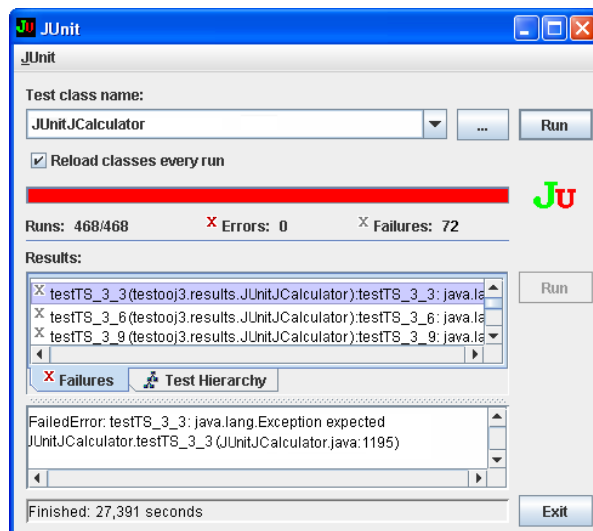 JU JUnit
JUnit
Test class name:
JUnitJCalculator
...
Run
Reload classes every run
JU
Runs: 468/468
X Errors: 0
X Failures: 72
Results:
X testTS_3_3(testooj3.results.JUnitJCalculator):testTS_3_3: java.la
X testTS_3_6(testooj3.results.JUnitJCalculator):testTS_3_6: java.la
X testTS_3_9(testooj3.results.JUnitJCalculator):testTS_3_9: java.la
Run
X Failures
Test Hierarchy
FailedError: testTS_3_3: java.lang.Exception expected
JUnitJCalculator.testTS_3_3(JUnitJCalculator.java:1195)
Finished: 27,391 seconds
Exit